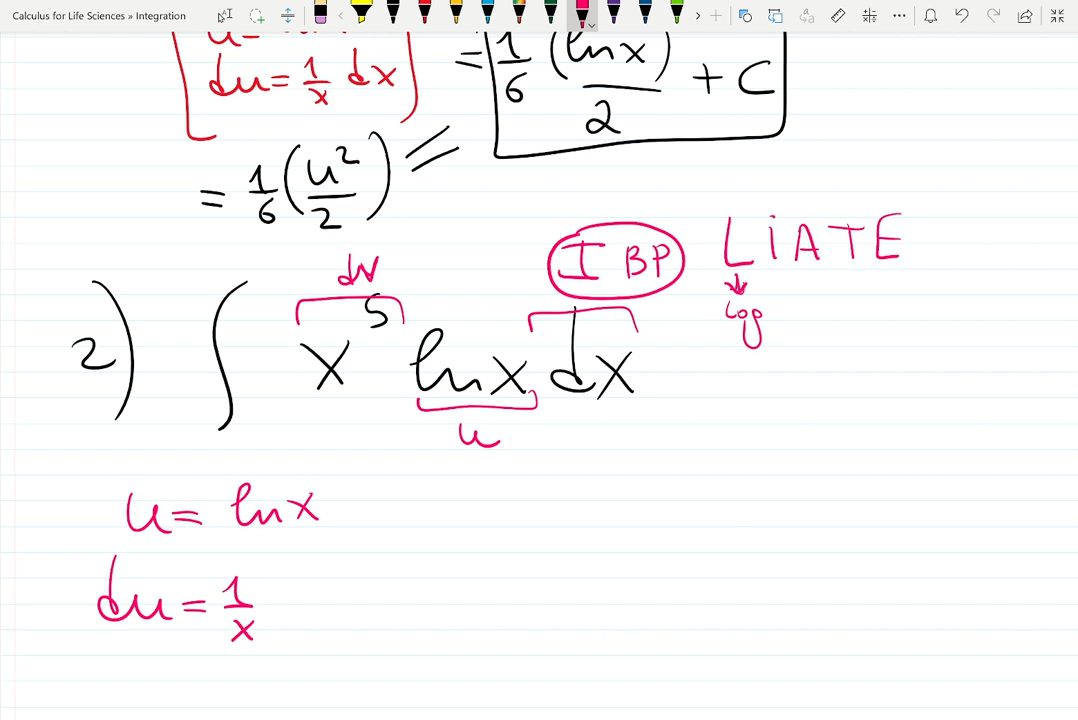 Calculus for Life Sciences » Integration
du = 1/x dx
= 1/6 (ln x)/2 + C
= 1/6 (u²/2) =
I BP LIATE
Log
dv
2) ∫ x⁵ ln x dx
u
u = ln x
du = 1/x